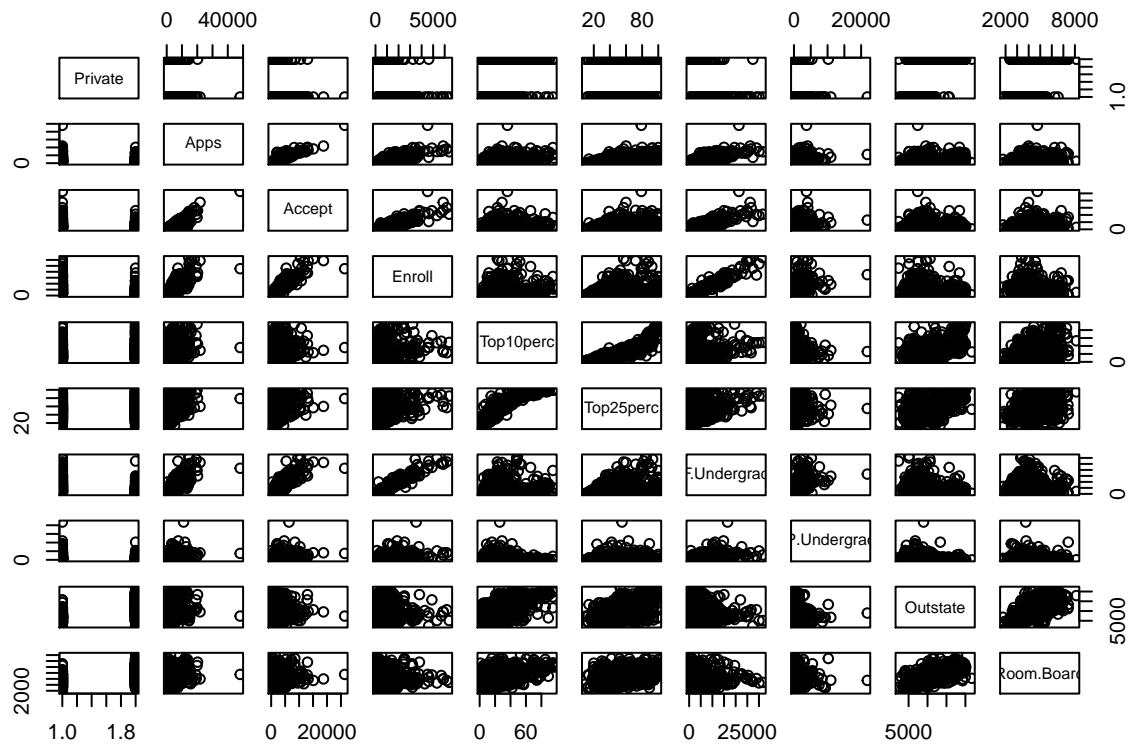 0 40000 0 5000 20 80 0 20000 2000 8000
Private
1.0
0
Apps
Accept
0
0
Enroll
Top10perc
0
20
Top25perc
F.Undergrad
0
0
P.Undergrad
Outstate
5000
2000
Room.Board
1.0 1.8 0 20000 0 60 0 25000 5000